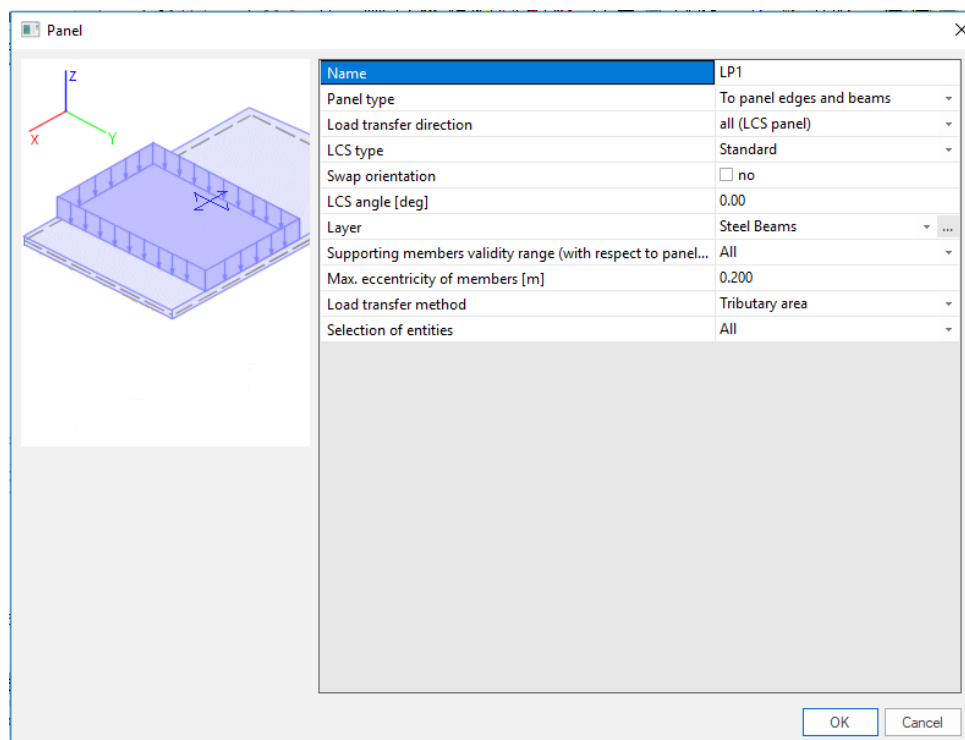 Panel
Z
X
Y
Name LP1
Panel type To panel edges and beams
Load transfer direction all (LCS panel)
LCS type Standard
Swap orientation no
LCS angle [deg] 0.00
Layer Steel Beams ...
Supporting members validity range (with respect to panel... All
Max. eccentricity of members [m] 0.200
Load transfer method Tributary area
Selection of entities All
OK Cancel